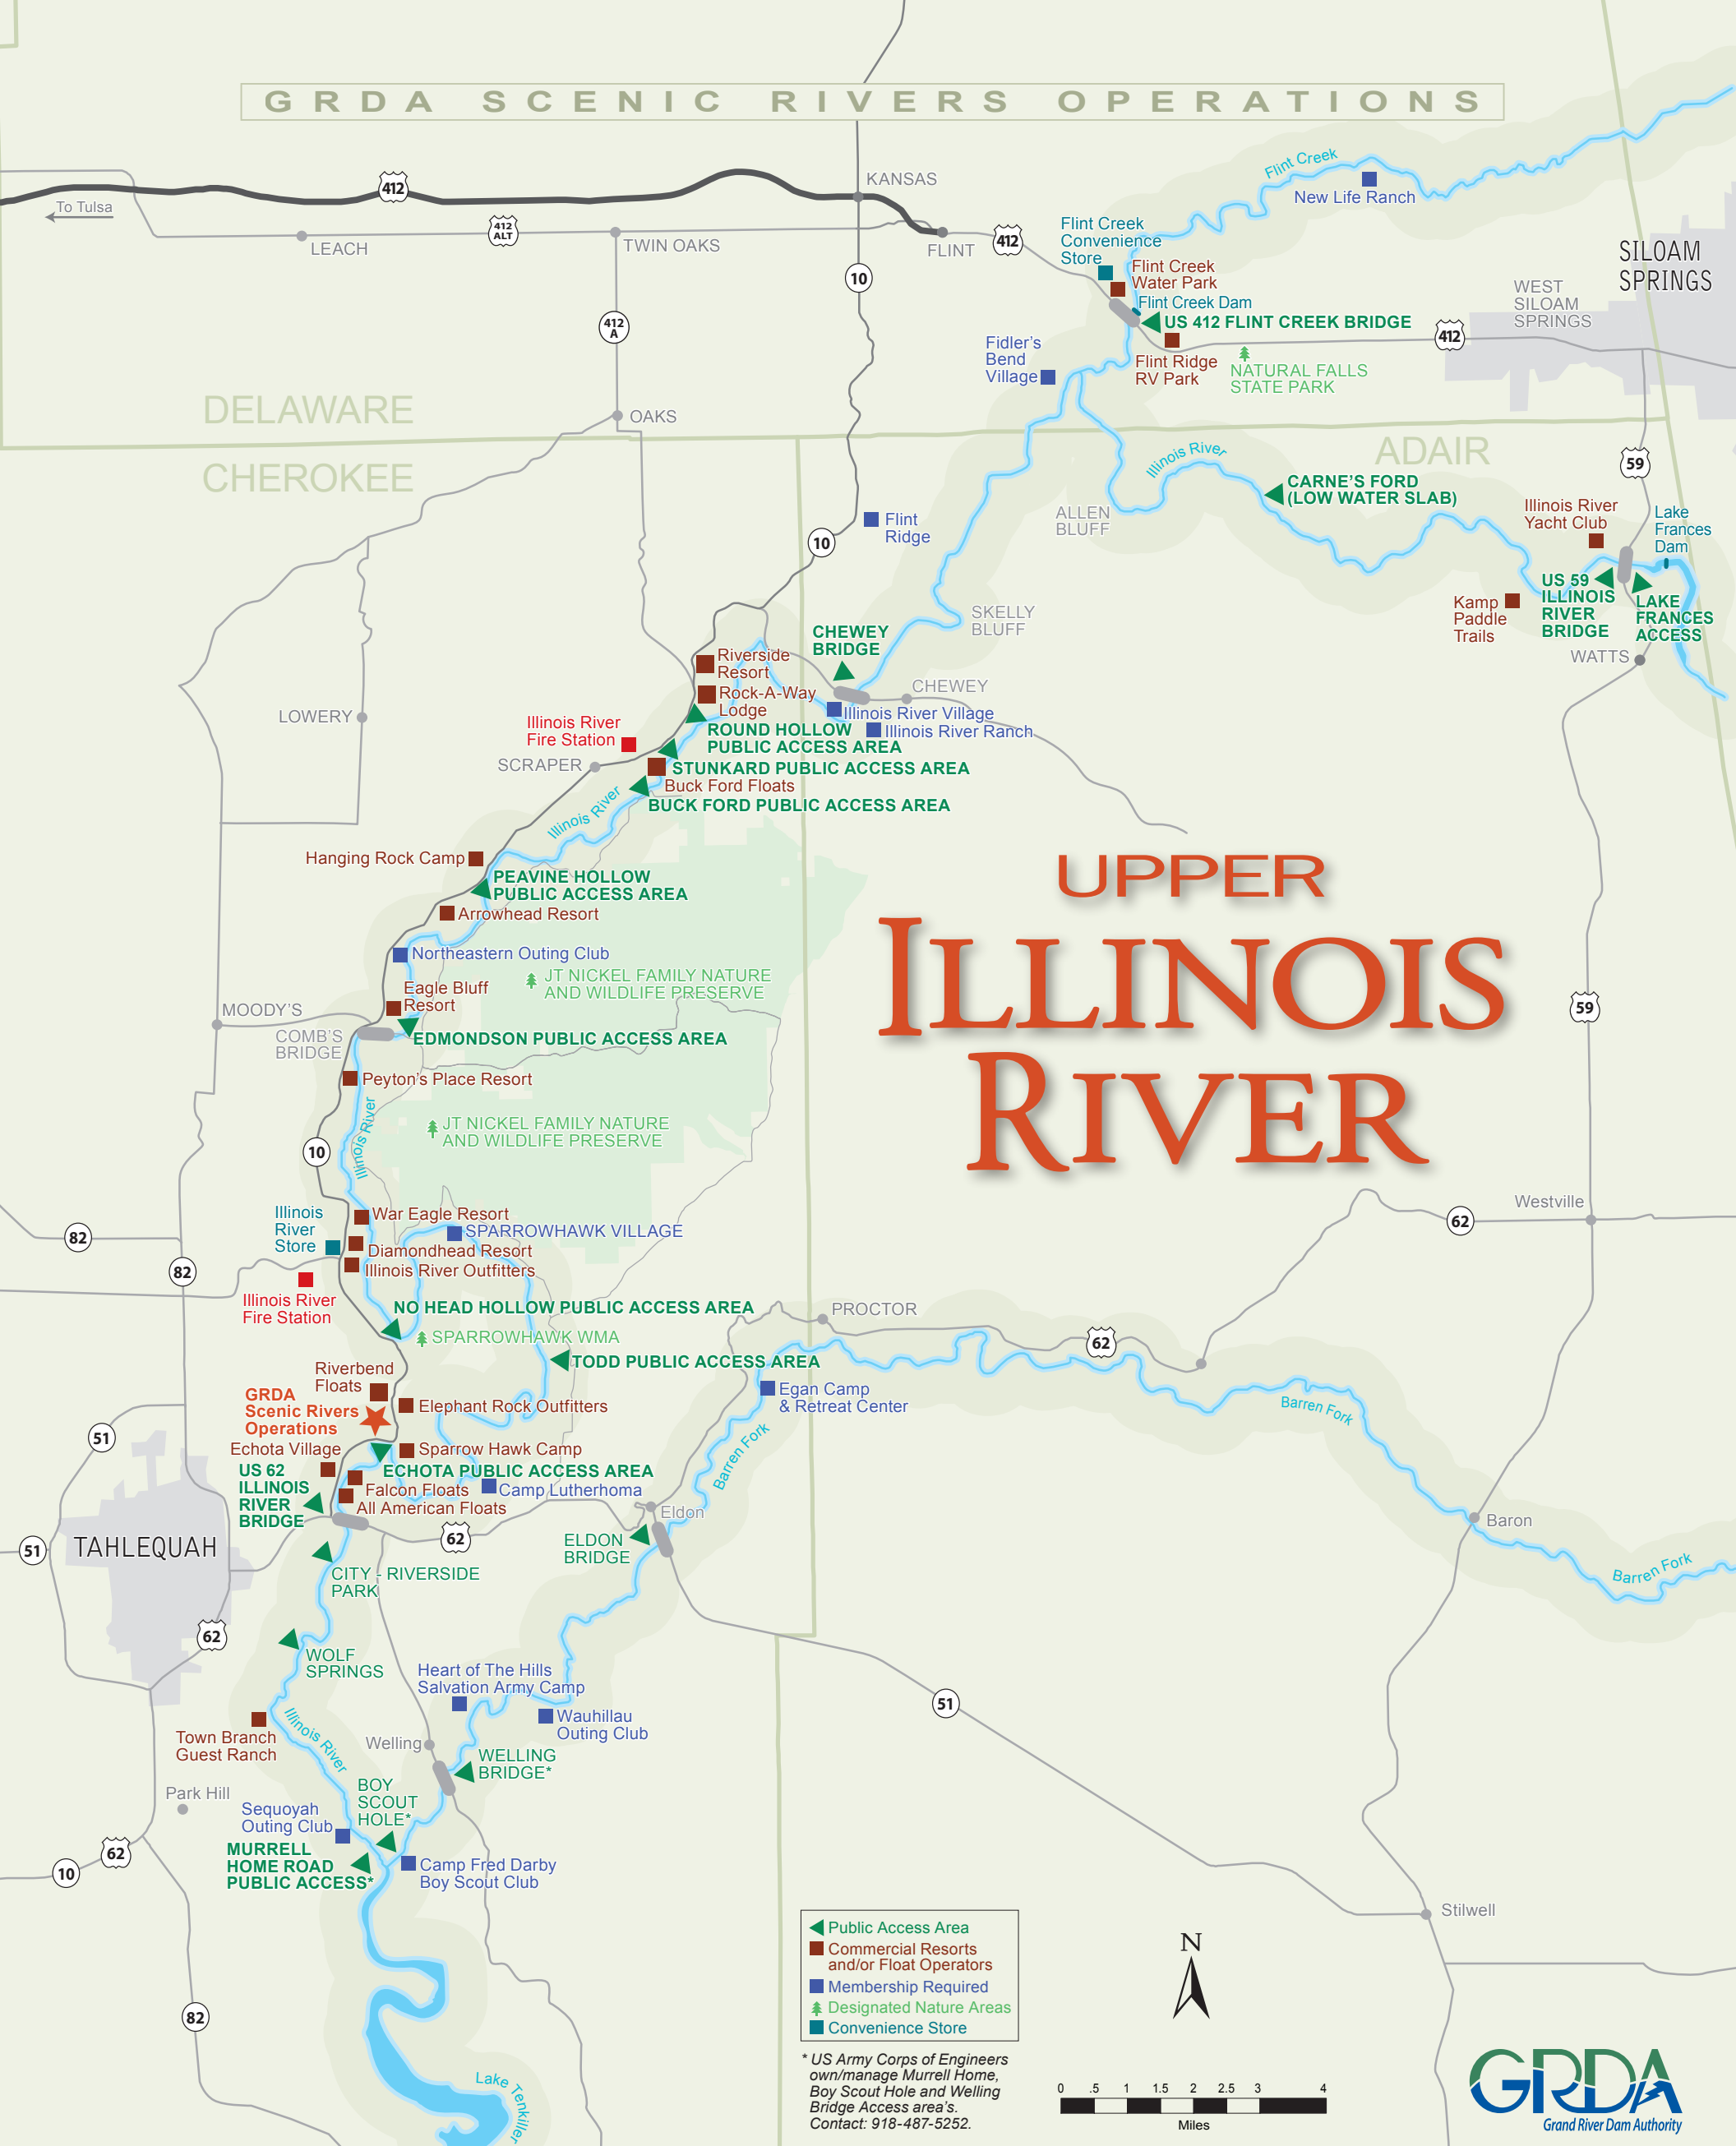 GRDA SCENIC RIVERS OPERATIONS
Flint Creek
New Life Ranch
KANSAS
412
To Tulsa
412
ALT
LEACH
TWIN OAKS
FLINT
412
10
412
A
Flint Creek
Convenience
Store
Flint Creek
Water Park
Flint Creek Dam
US 412 FLINT CREEK BRIDGE
SILOAM
SPRINGS
WEST
SILOAM
SPRINGS
412
Fidler's
Bend
Village
Flint Ridge
RV Park
NATURAL FALLS
STATE PARK
DELAWARE
OAKS
CHEROKEE
ADAIR
59
Illinois River
CARNE'S FORD
(LOW WATER SLAB)
ALLEN
BLUFF
Flint
Ridge
10
Illinois River
Yacht Club
Lake
Frances
Dam
US 59
ILLINOIS
RIVER
BRIDGE
LAKE
FRANCES
ACCESS
Kamp
Paddle
Trails
WATTS
SKELLY
BLUFF
CHEWEY
BRIDGE
Riverside
Resort
Rock-A-Way
Lodge
CHEWEY
Illinois River Village
Illinois River Ranch
LOWERY
Illinois River
Fire Station
ROUND HOLLOW
PUBLIC ACCESS AREA
SCRAPER
STUNKARD PUBLIC ACCESS AREA
Buck Ford Floats
BUCK FORD PUBLIC ACCESS AREA
Illinois River
Hanging Rock Camp
PEAVINE HOLLOW
PUBLIC ACCESS AREA
Arrowhead Resort
UPPER
ILLINOIS
RIVER
Northeastern Outing Club
JT NICKEL FAMILY NATURE
AND WILDLIFE PRESERVE
Eagle Bluff
Resort
MOODY'S
COMB'S
BRIDGE
EDMONDSON PUBLIC ACCESS AREA
59
Peyton's Place Resort
Illinois River
JT NICKEL FAMILY NATURE
AND WILDLIFE PRESERVE
10
Westville
62
82
82
Illinois
River
Store
War Eagle Resort
SPARROWHAWK VILLAGE
Diamondhead Resort
Illinois River Outfitters
Illinois River
Fire Station
NO HEAD HOLLOW PUBLIC ACCESS AREA
SPARROWHAWK WMA
TODD PUBLIC ACCESS AREA
PROCTOR
62
Riverbend
Floats
GRDA
Scenic Rivers
Operations
Elephant Rock Outfitters
Egan Camp
& Retreat Center
Barren Fork
Barren Fork
51
Echota Village
Sparrow Hawk Camp
ECHOTA PUBLIC ACCESS AREA
US 62
ILLINOIS
RIVER
BRIDGE
Falcon Floats
Camp Lutherhoma
All American Floats
Eldon
Baron
51
TAHLEQUAH
62
ELDON
BRIDGE
CITY - RIVERSIDE
PARK
Barren Fork
62
WOLF
SPRINGS
Heart of The Hills
Salvation Army Camp
51
Town Branch
Guest Ranch
Illinois River
Wauhillau
Outing Club
Welling
WELLING
BRIDGE*
Park Hill
BOY
SCOUT
HOLE*
Sequoyah
Outing Club
MURRELL
HOME ROAD
PUBLIC ACCESS*
62
10
Camp Fred Darby
Boy Scout Club
Stilwell
82
Lake Tenkiller
Public Access Area
Commercial Resorts
and/or Float Operators
Membership Required
Designated Nature Areas
Convenience Store
* US Army Corps of Engineers
own/manage Murrell Home,
Boy Scout Hole and Welling
Bridge Access area's.
Contact: 918-487-5252.
N
0 .5 1 1.5 2 2.5 3 4
Miles
GRDA
Grand River Dam Authority